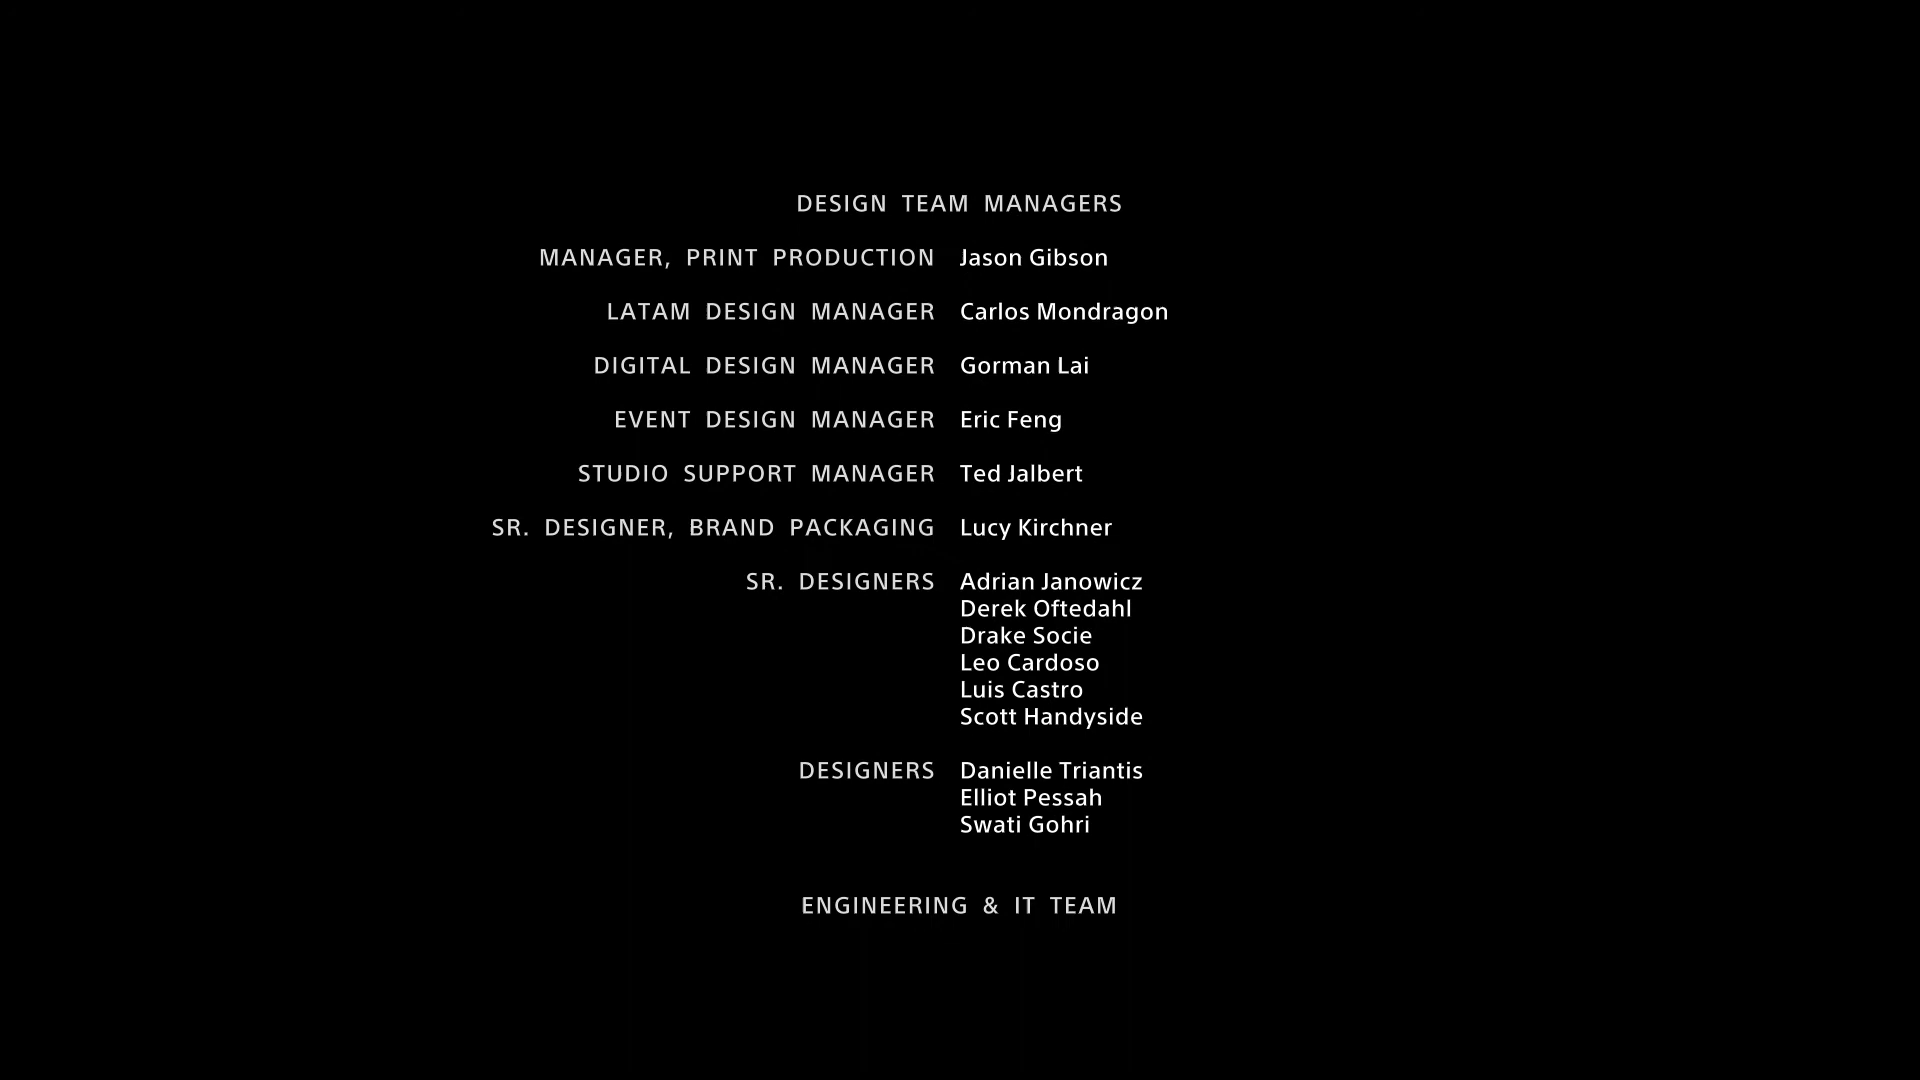 DESIGN TEAM MANAGERS
MANAGER, PRINT PRODUCTION Jason Gibson
LATAM DESIGN MANAGER Carlos Mondragon
DIGITAL DESIGN MANAGER Gorman Lai
EVENT DESIGN MANAGER Eric Feng
STUDIO SUPPORT MANAGER Ted Jalbert
SR. DESIGNER, BRAND PACKAGING Lucy Kirchner
SR. DESIGNERS Adrian Janowicz
Derek Oftedahl
Drake Socie
Leo Cardoso
Luis Castro
Scott Handyside
DESIGNERS Danielle Triantis
Elliot Pessah
Swati Gohri
ENGINEERING & IT TEAM